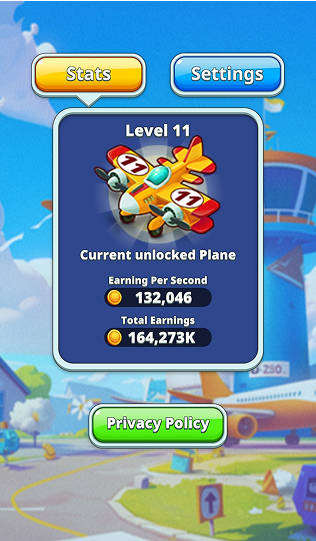 Stats
Settings
Level 11
11
11
Current unlocked Plane
Earning Per Second
132,046
Total Earnings
164,273K
Privacy Policy